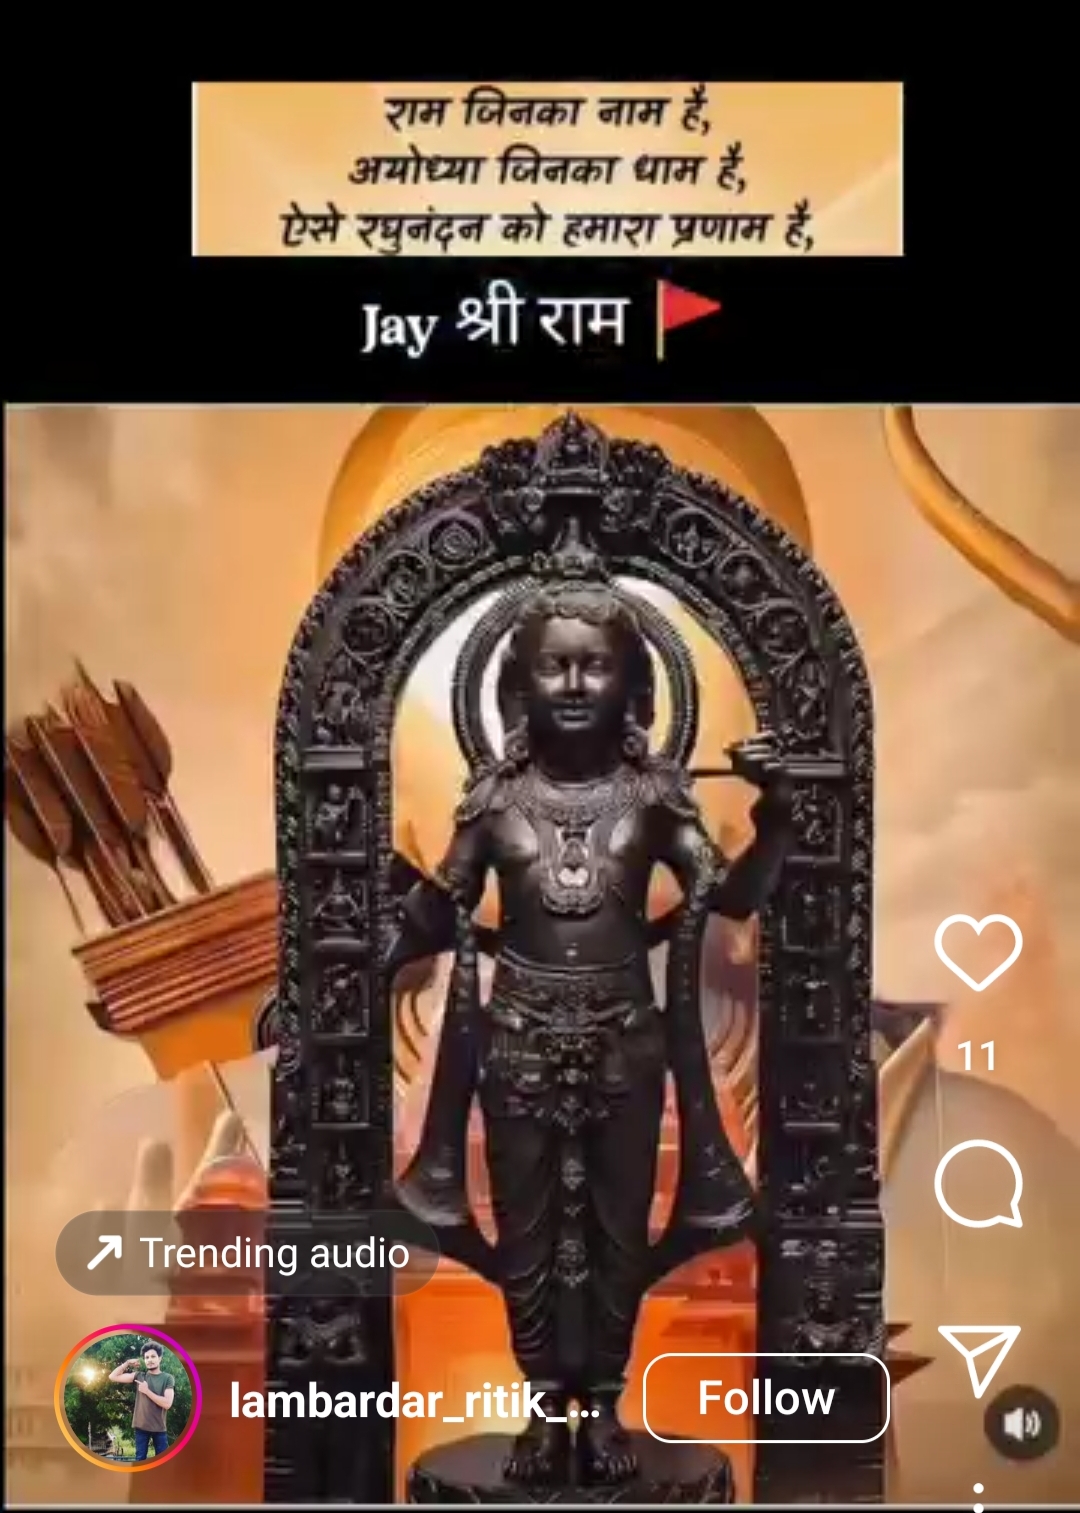 राम जिनका नाम है,
अयोध्या जिनका धाम है,
ऐसे रघुनंदन को हमारा प्रणाम है,
Jay श्री राम
11
Trending audio
lambardar_ritik_...
Follow